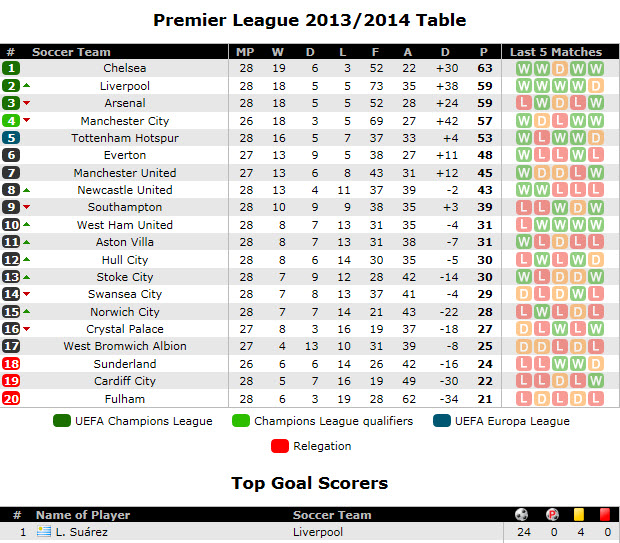 Premier League 2013/2014 Table
# Soccer Team MP W D L F A D P Last 5 Matches
1 Chelsea 28 19 6 3 52 22 +30 63 W W D W W
2 Liverpool 28 18 5 5 73 35 +38 59 W W W W D
3 Arsenal 28 18 5 5 52 28 +24 59 L W D L W
4 Manchester City 26 18 3 5 69 27 +42 57 W D L W W
5 Tottenham Hotspur 28 16 5 7 37 33 +4 53 W L W W D
6 Everton 27 13 9 5 38 27 +11 48 W L L W L
7 Manchester United 27 13 6 8 43 31 +12 45 W D D L W
8 Newcastle United 28 13 4 11 37 39 -2 43 W W L L L
9 Southampton 28 10 9 9 38 35 +3 39 L L W D W
10 West Ham United 28 8 7 13 31 35 -4 31 L W W W W
11 Aston Villa 28 8 7 13 31 38 -7 31 W L D L L
12 Hull City 28 8 6 14 30 35 -5 30 L W L W D
13 Stoke City 28 7 9 12 28 42 -14 30 W L D D W
14 Swansea City 28 7 8 13 37 41 -4 29 D L D W L
15 Norwich City 28 7 7 14 21 43 -22 28 L W L D L
16 Crystal Palace 27 8 3 16 19 37 -18 27 D L W L W
17 West Bromwich Albion 27 4 13 10 31 39 -8 25 D D L D L
18 Sunderland 26 6 6 14 26 42 -16 24 L L W W D
19 Cardiff City 28 5 7 16 19 49 -30 22 L L D L W
20 Fulham 28 6 3 19 28 62 -34 21 L D L D L
UEFA Champions League Champions League qualifiers UEFA Europa League
Relegation
Top Goal Scorers
# Name of Player Soccer Team P
1 L. Suárez Liverpool 24 0 4 0